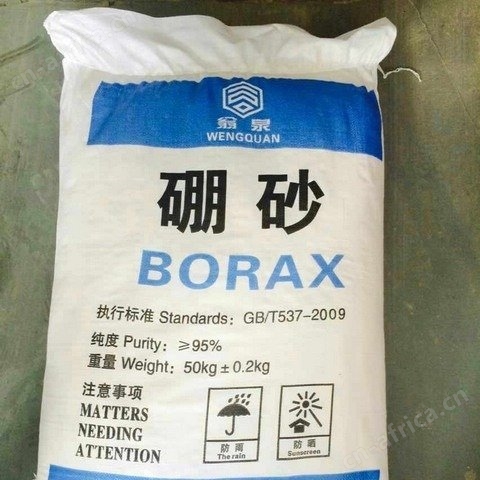 翁泉
WENGQUAN
硼砂
BORAX
执行标准 Standards: GB/T537-2009
纯度 Purity: ≥95%
重量 Weight: 50kg±0.2kg
注意事项
MATTERS
NEEDING
ATTENTION
防雨
The rain
防晒
Sunscreen